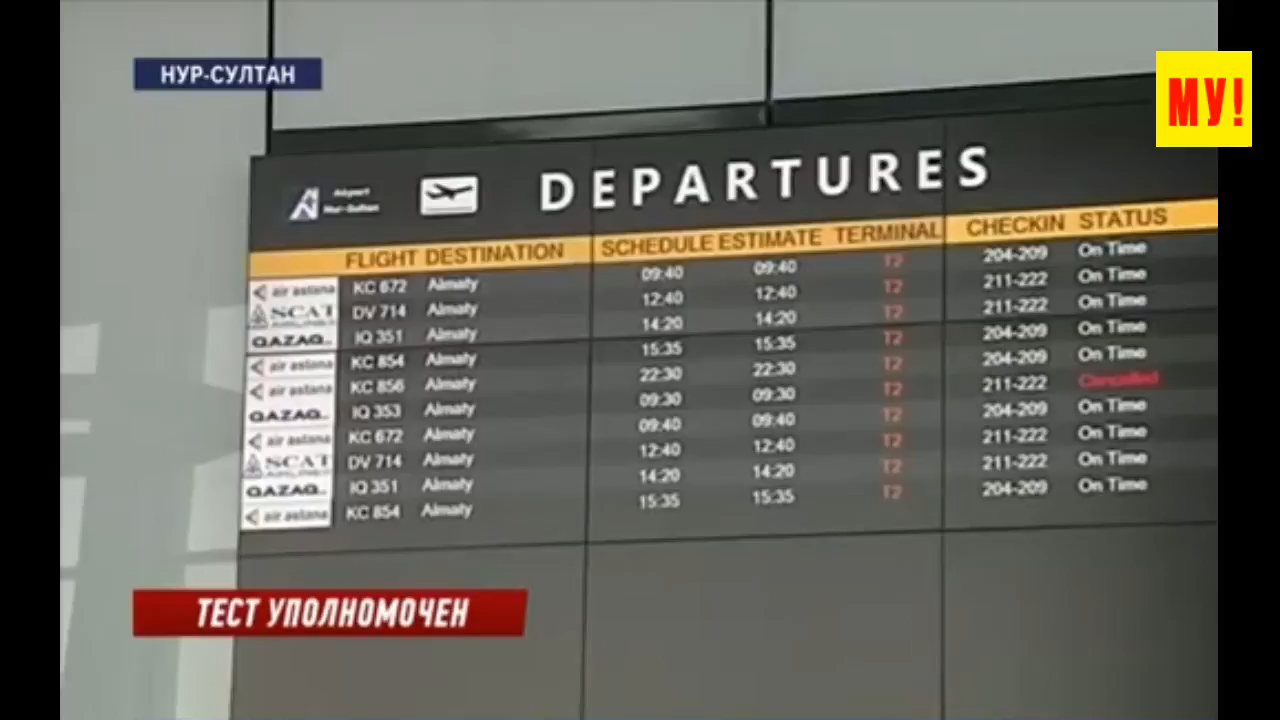 НУР-СУЛТАН
МУ!
DEPARTURES
Airport
Nur-Sultan
FLIGHT DESTINATION SCHEDULE ESTIMATE TERMINAL CHECKIN STATUS
air astana KC 672 Almaty 09:40 09:40 T2 204-209 On Time
SCAT DV 714 Almaty 12:40 12:40 T2 211-222 On Time
QAZAQ.. IQ 351 Almaty 14:20 14:20 T2 211-222 On Time
air astana KC 854 Almaty 15:35 15:35 T2 204-209 On Time
air astana KC 856 Almaty 22:30 22:30 T2 204-209 On Time
QAZAQ.. IQ 353 Almaty 09:30 09:30 T2 211-222 Cancelled
air astana KC 672 Almaty 09:40 09:40 T2 204-209 On Time
SCAT DV 714 Almaty 12:40 12:40 T2 211-222 On Time
QAZAQ.. IQ 351 Almaty 14:20 14:20 T2 211-222 On Time
air astana KC 854 Almaty 15:35 15:35 T2 204-209 On Time
ТЕСТ УПОЛНОМОЧЕН